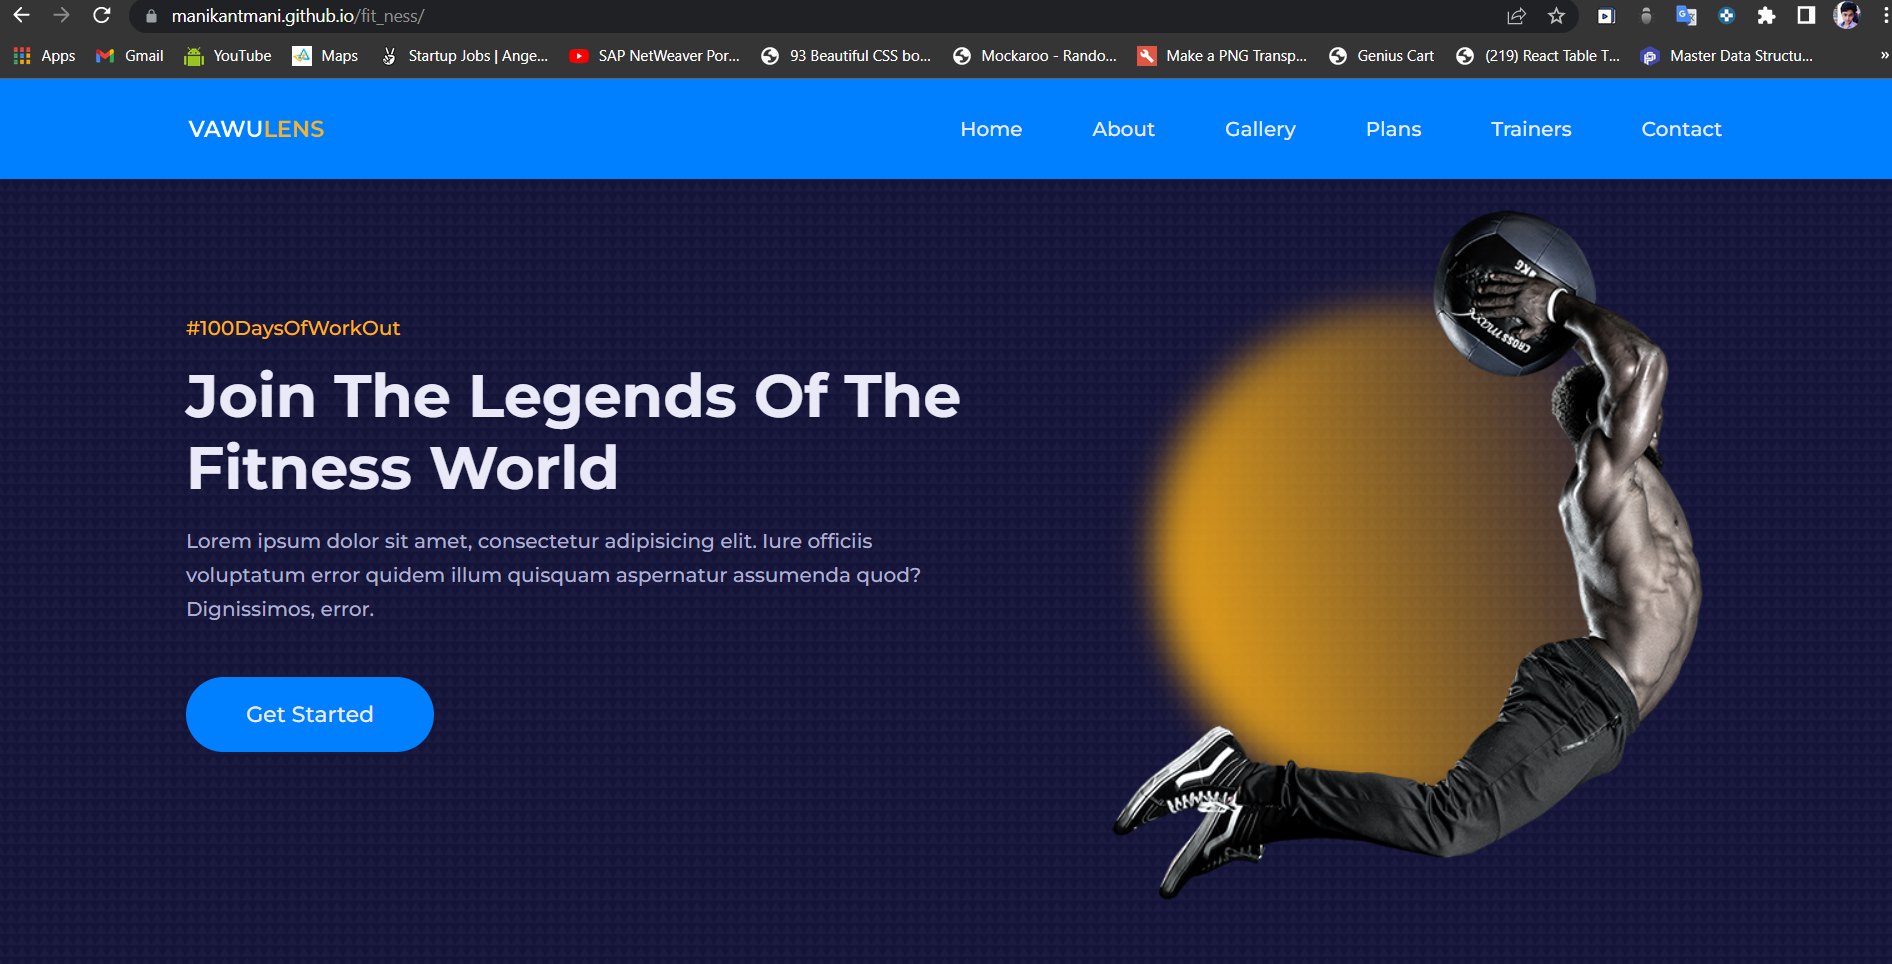 manikantmani.github.io/fit_ness/
Apps Gmail YouTube Maps Startup Jobs | Ange... SAP NetWeaver Por... 93 Beautiful CSS bo... Mockaroo - Rando... Make a PNG Transp... Genius Cart (219) React Table T... Master Data Structu... »
VAWULENS Home About Gallery Plans Trainers Contact
#100DaysOfWorkOut
Join The Legends Of The
Fitness World
Lorem ipsum dolor sit amet, consectetur adipisicing elit. Iure officiis
voluptatum error quidem illum quisquam aspernatur assumenda quod?
Dignissimos, error.
Get Started
KG
CROSSMAXX